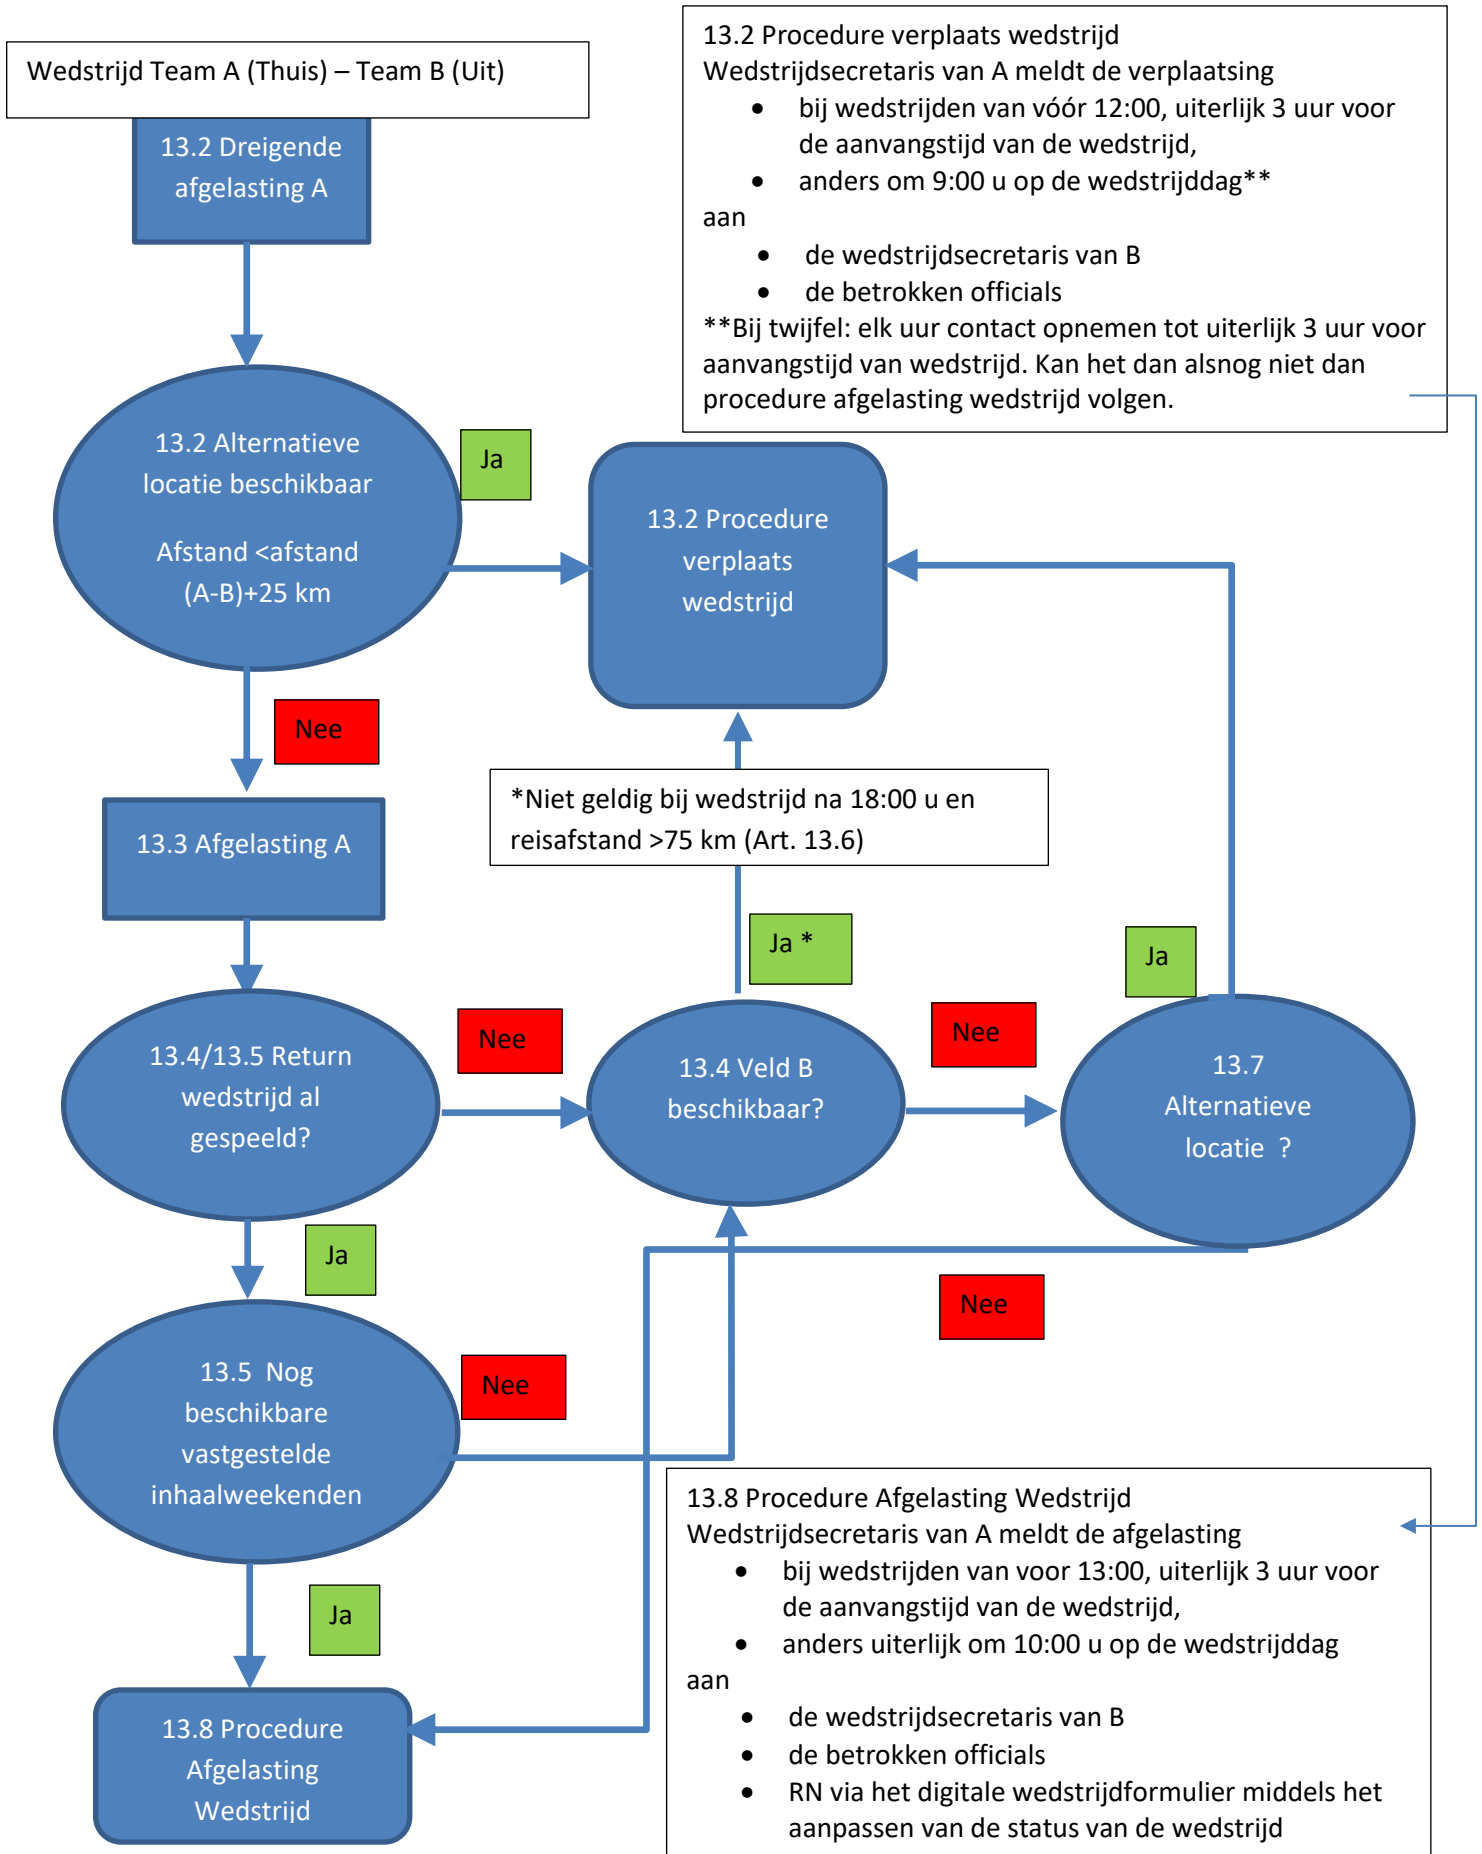 Wedstrijd Team A (Thuis) – Team B (Uit)
13.2 Dreigende
afgelasting A
13.2 Procedure verplaats wedstrijd
Wedstrijdsecretaris van A meldt de verplaatsing
• bij wedstrijden van vóór 12:00, uiterlijk 3 uur voor
de aanvangstijd van de wedstrijd,
• anders om 9:00 u op de wedstrijddag**
aan
• de wedstrijdsecretaris van B
• de betrokken officials
**Bij twijfel: elk uur contact opnemen tot uiterlijk 3 uur voor
aanvangstijd van wedstrijd. Kan het dan alsnog niet dan
procedure afgelasting wedstrijd volgen.
13.2 Alternatieve
locatie beschikbaar
Afstand <afstand
(A-B)+25 km
Ja
13.2 Procedure
verplaats
wedstrijd
Nee
*Niet geldig bij wedstrijd na 18:00 u en
reisafstand >75 km (Art. 13.6)
13.3 Afgelasting A
Ja *
Ja
13.4/13.5 Return
wedstrijd al
gespeeld?
Nee
13.4 Veld B
beschikbaar?
Nee
13.7
Alternatieve
locatie ?
Ja
Nee
13.5 Nog
beschikbare
vastgestelde
inhaalweekenden
Nee
Ja
13.8 Procedure
Afgelasting
Wedstrijd
13.8 Procedure Afgelasting Wedstrijd
Wedstrijdsecretaris van A meldt de afgelasting
• bij wedstrijden van voor 13:00, uiterlijk 3 uur voor
de aanvangstijd van de wedstrijd,
• anders uiterlijk om 10:00 u op de wedstrijddag
aan
• de wedstrijdsecretaris van B
• de betrokken officials
• RN via het digitale wedstrijdformulier middels het
aanpassen van de status van de wedstrijd